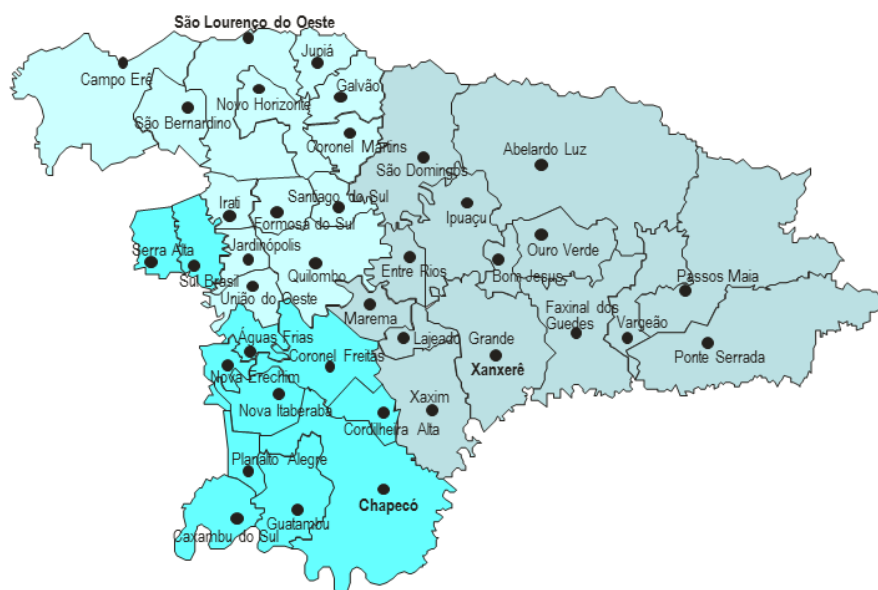 São Lourenço do Oeste
Jupiá
Campo Erê
Galvão
Novo Horizonte
São Bernardino
Coronel Martins
Abelardo Luz
São Domingos
Santiago do Sul
Irati
Ipuaçu
Formosa do Sul
Jardinópolis
Ouro Verde
Serra Alta
Entre Rios
Quilombo
Bom Jesus
Sul Brasil
Passos Maia
União do Oeste
Faxinal dos
Guedes
Marema
Vargeão
Águas Frias
Lajeado Grande
Coronel Freitas
Ponte Serrada
Xanxerê
Nova Erechim
Xaxim
Nova Itaberaba
Cordilheira Alta
Planalto Alegre
Chapecó
Guatambu
Caxambu do Sul